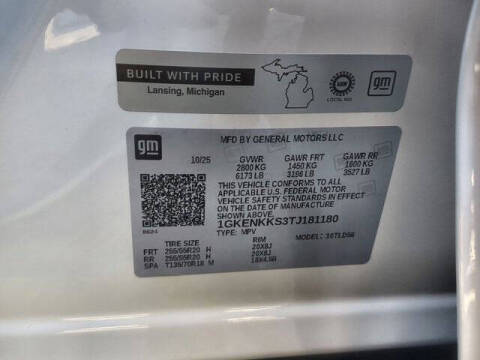 BUILT WITH PRIDE
Lansing, Michigan
gm
gm
MFD BY GENERAL MOTORS LLC
10/25
GVWR GAWR FRT GAWR RR
2800 KG 1450 KG 1600 KG
6173 LB 3196 LB 3527 LB
THIS VEHICLE CONFORMS TO ALL
APPLICABLE U.S. FEDERAL MOTOR
VEHICLE SAFETY STANDARDS IN EFFECT
ON THE DATE OF MANUFACTURE
1GKENKKS3TJ181180
TYPE: MPV MODEL:
TIRE SIZE RIM
FRT 255/55R20 H 20X8J
RR 255/55R20 H 20X8J
SPA T135/70R18 M 18X4.5B